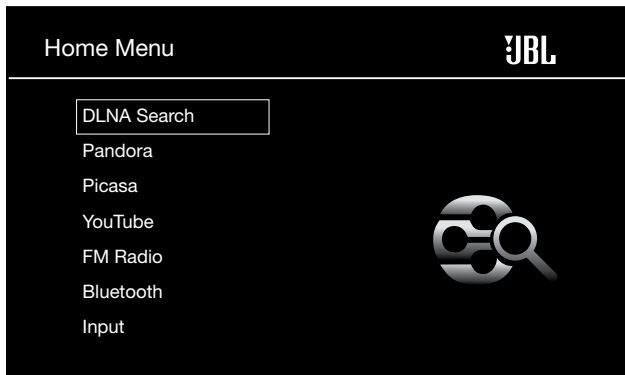 Home Menu
JBL
DLNA Search
Pandora
Picasa
YouTube
FM Radio
Bluetooth
Input